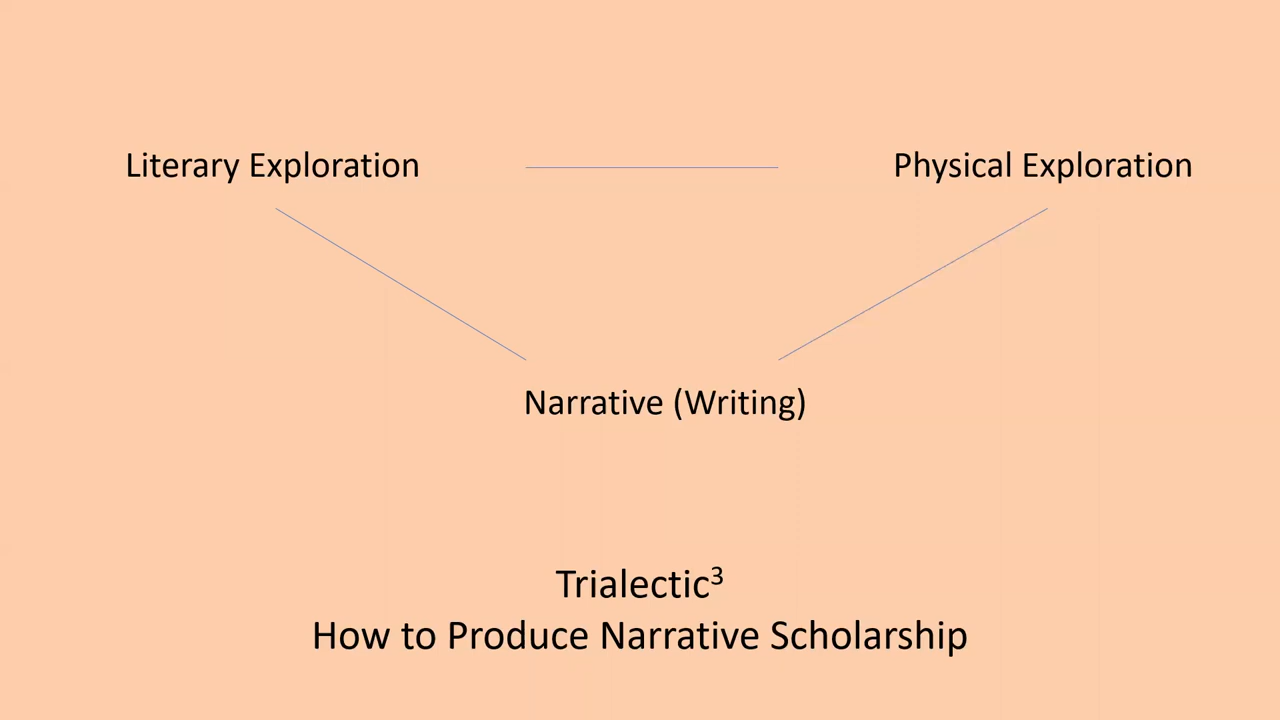 Literary Exploration
Physical Exploration
Narrative (Writing)
Trialectic³
How to Produce Narrative Scholarship